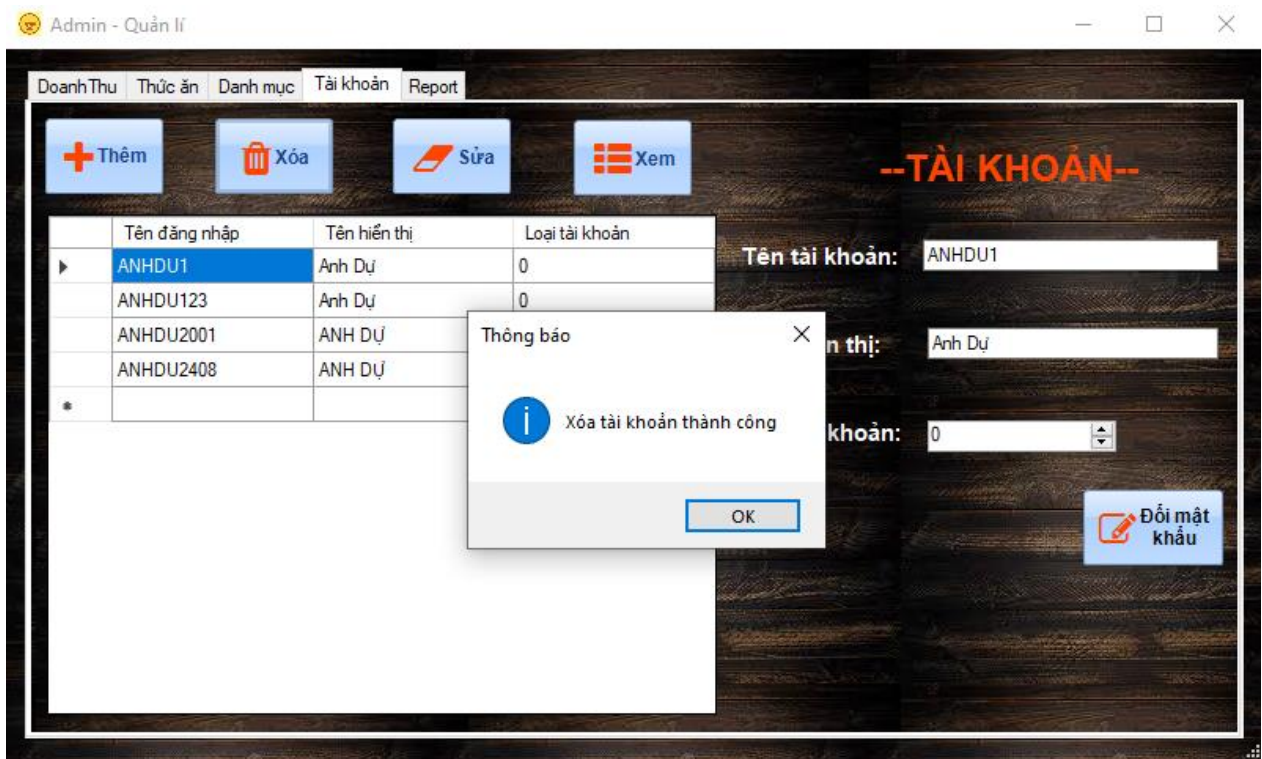 Admin - Quản lí
DoanhThu Thức ăn Danh mục Tài khoản Report
Thêm Xóa Sửa Xem
--TÀI KHOẢN--
Tên đăng nhập Tên hiển thị Loại tài khoản
ANHDU1 Anh Dự 0
ANHDU123 Anh Dự 0
ANHDU2001 ANH DỰ
ANHDU2408 ANH DỰ
Tên tài khoản: ANHDU1
thị: Anh Dự
khoản: 0
Đổi mật
khẩu
Thông báo
Xóa tài khoản thành công
OK